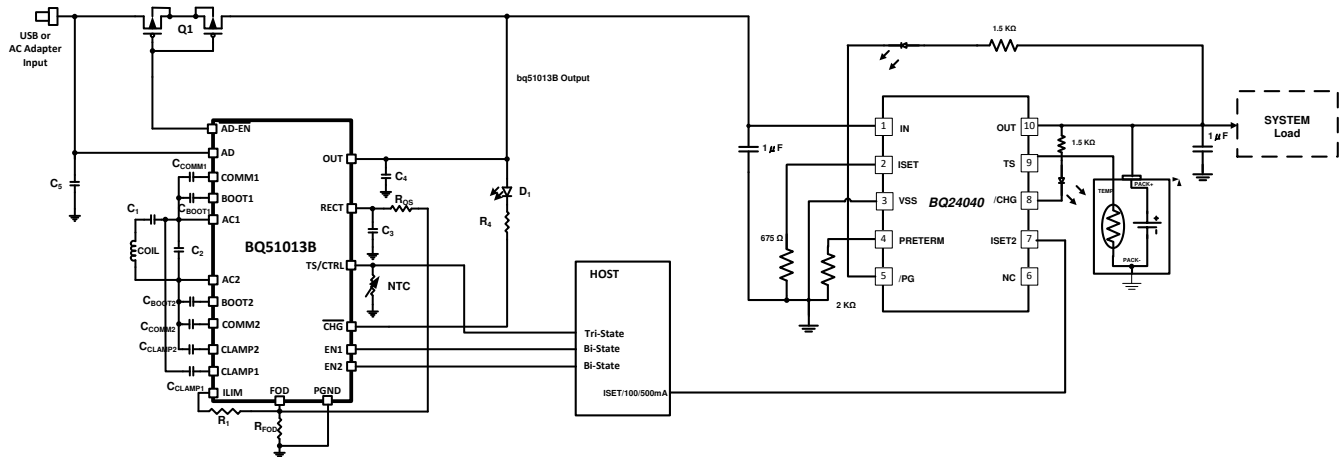 USB or
AC Adapter
Input
Q1
bq51013B Output
1.5 KΩ
AD-EN
AD
C5
CCOMM1
COMM1
BOOT1
CBOOT1
C1
AC1
COIL
C2
AC2
CBOOT2
BOOT2
CCOMM2
COMM2
CCLAMP2
CLAMP2
CLAMP1
CCLAMP1
ILIM
FOD
PGND
R1
RFOD
BQ51013B
OUT
C4
RECT
ROS
C3
TS/CTRL
NTC
CHG
EN1
EN2
D1
R4
HOST
Tri-State
Bi-State
Bi-State
ISET/100/500mA
1 µF
675 Ω
2 KΩ
BQ24040
1 IN
2 ISET
3 VSS
4 PRETERM
5 /PG
OUT 10
TS 9
/CHG 8
ISET2 7
NC 6
1.5 KΩ
TEMP
PACK+
+
-
PACK-
1 µF
SYSTEM
Load